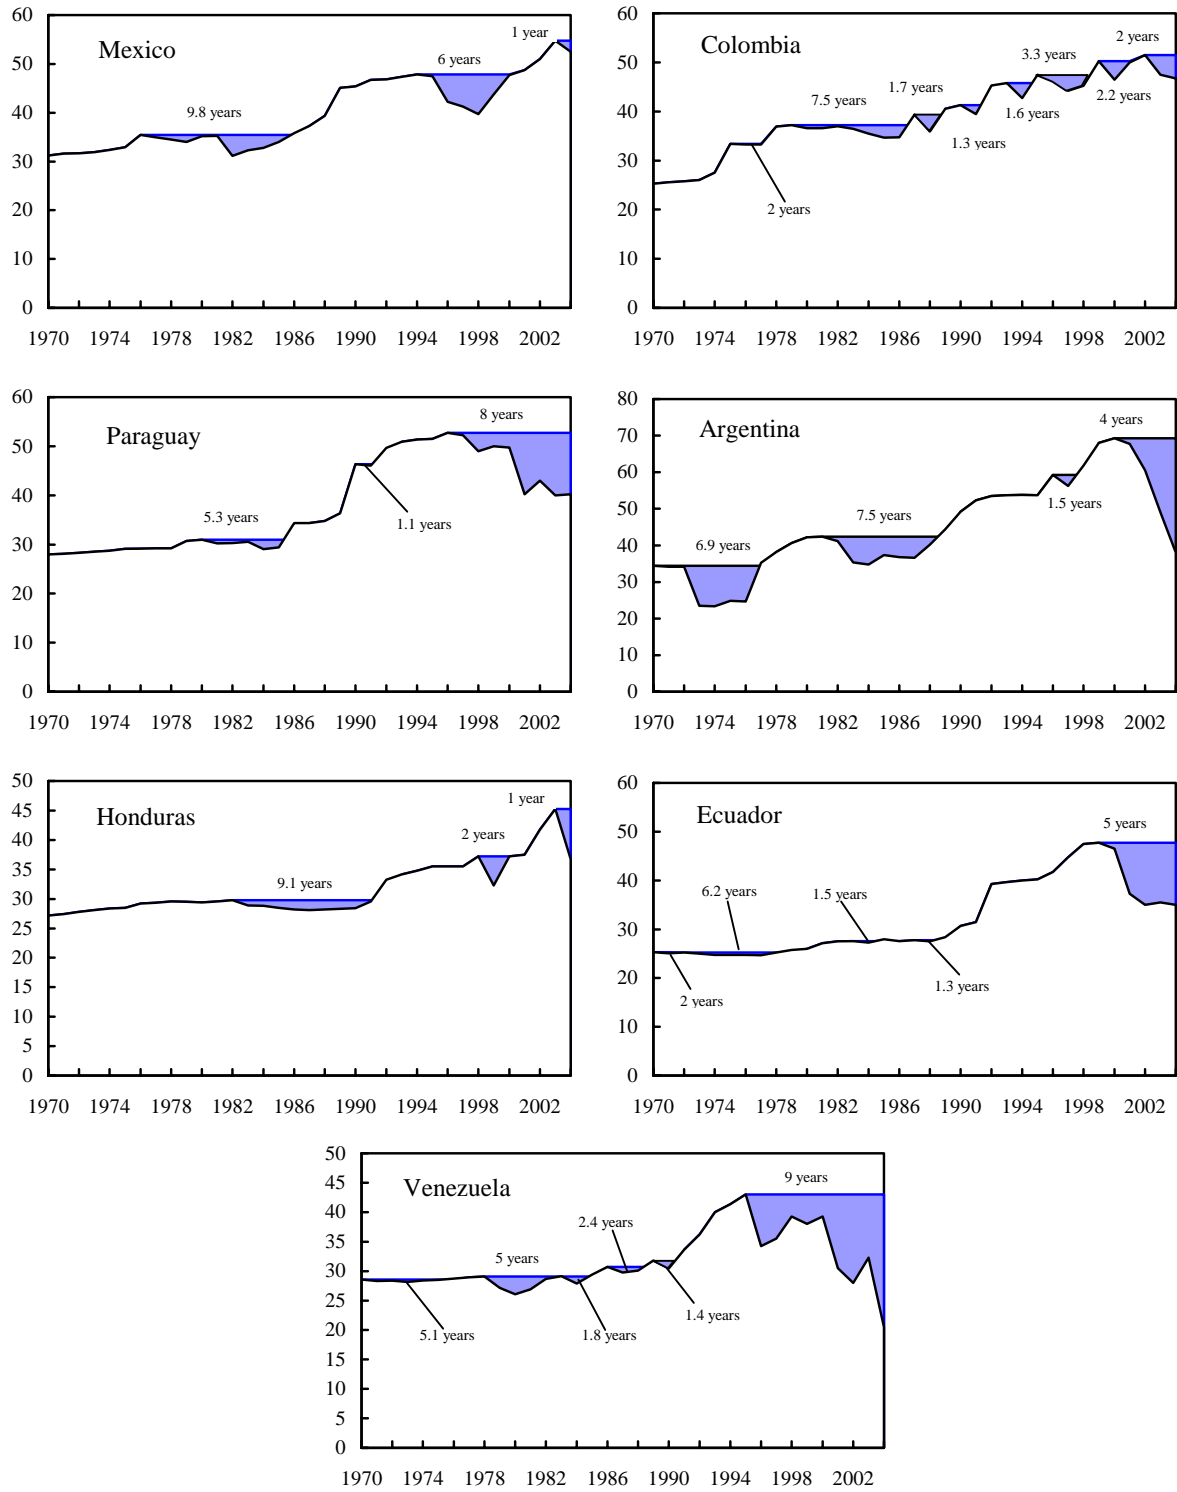 Mexico
60
50
40
30
20
10
0
9.8 years
6 years
1 year
1970 1974 1978 1982 1986 1990 1994 1998 2002
Colombia
60
50
40
30
20
10
0
2 years
7.5 years
1.7 years
1.3 years
1.6 years
3.3 years
2.2 years
2 years
1970 1974 1978 1982 1986 1990 1994 1998 2002
Paraguay
60
50
40
30
20
10
0
5.3 years
1.1 years
8 years
1970 1974 1978 1982 1986 1990 1994 1998 2002
Argentina
80
70
60
50
40
30
20
10
0
6.9 years
7.5 years
1.5 years
4 years
1970 1974 1978 1982 1986 1990 1994 1998 2002
Honduras
50
45
40
35
30
25
20
15
10
5
0
9.1 years
2 years
1 year
1970 1974 1978 1982 1986 1990 1994 1998 2002
Ecuador
60
50
40
30
20
10
0
2 years
6.2 years
1.5 years
1.3 years
5 years
1970 1974 1978 1982 1986 1990 1994 1998 2002
Venezuela
50
45
40
35
30
25
20
15
10
5
0
5.1 years
5 years
1.8 years
2.4 years
1.4 years
9 years
1970 1974 1978 1982 1986 1990 1994 1998 2002